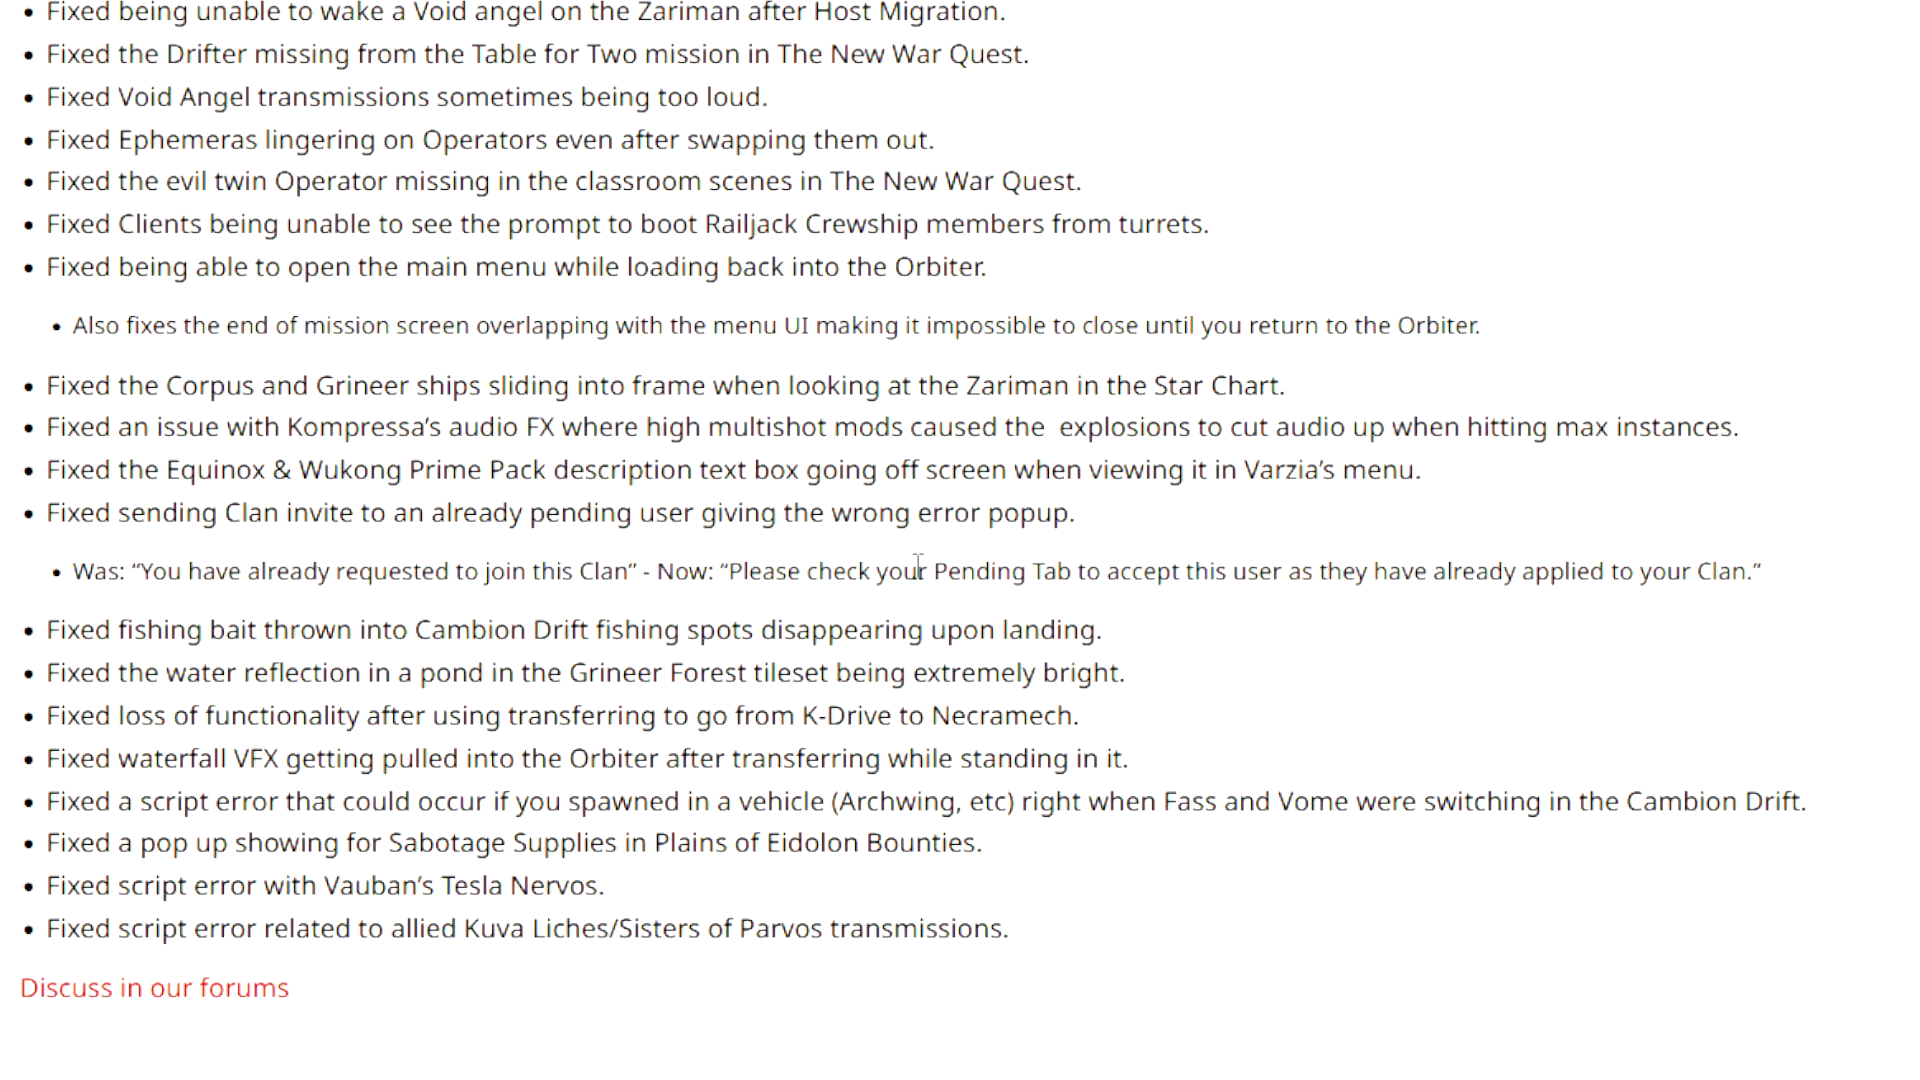 • Fixed being unable to wake a Void angel on the Zariman after Host Migration.
• Fixed the Drifter missing from the Table for Two mission in The New War Quest.
• Fixed Void Angel transmissions sometimes being too loud.
• Fixed Ephemeras lingering on Operators even after swapping them out.
• Fixed the evil twin Operator missing in the classroom scenes in The New War Quest.
• Fixed Clients being unable to see the prompt to boot Railjack Crewship members from turrets.
• Fixed being able to open the main menu while loading back into the Orbiter.
• Also fixes the end of mission screen overlapping with the menu UI making it impossible to close until you return to the Orbiter.
• Fixed the Corpus and Grineer ships sliding into frame when looking at the Zariman in the Star Chart.
• Fixed an issue with Kompressa’s audio FX where high multishot mods caused the  explosions to cut audio up when hitting max instances.
• Fixed the Equinox & Wukong Prime Pack description text box going off screen when viewing it in Varzia’s menu.
• Fixed sending Clan invite to an already pending user giving the wrong error popup.
• Was: “You have already requested to join this Clan” - Now: “Please check your Pending Tab to accept this user as they have already applied to your Clan.”
• Fixed fishing bait thrown into Cambion Drift fishing spots disappearing upon landing.
• Fixed the water reflection in a pond in the Grineer Forest tileset being extremely bright.
• Fixed loss of functionality after using transferring to go from K-Drive to Necramech.
• Fixed waterfall VFX getting pulled into the Orbiter after transferring while standing in it.
• Fixed a script error that could occur if you spawned in a vehicle (Archwing, etc) right when Fass and Vome were switching in the Cambion Drift.
• Fixed a pop up showing for Sabotage Supplies in Plains of Eidolon Bounties.
• Fixed script error with Vauban’s Tesla Nervos.
• Fixed script error related to allied Kuva Liches/Sisters of Parvos transmissions.
Discuss in our forums